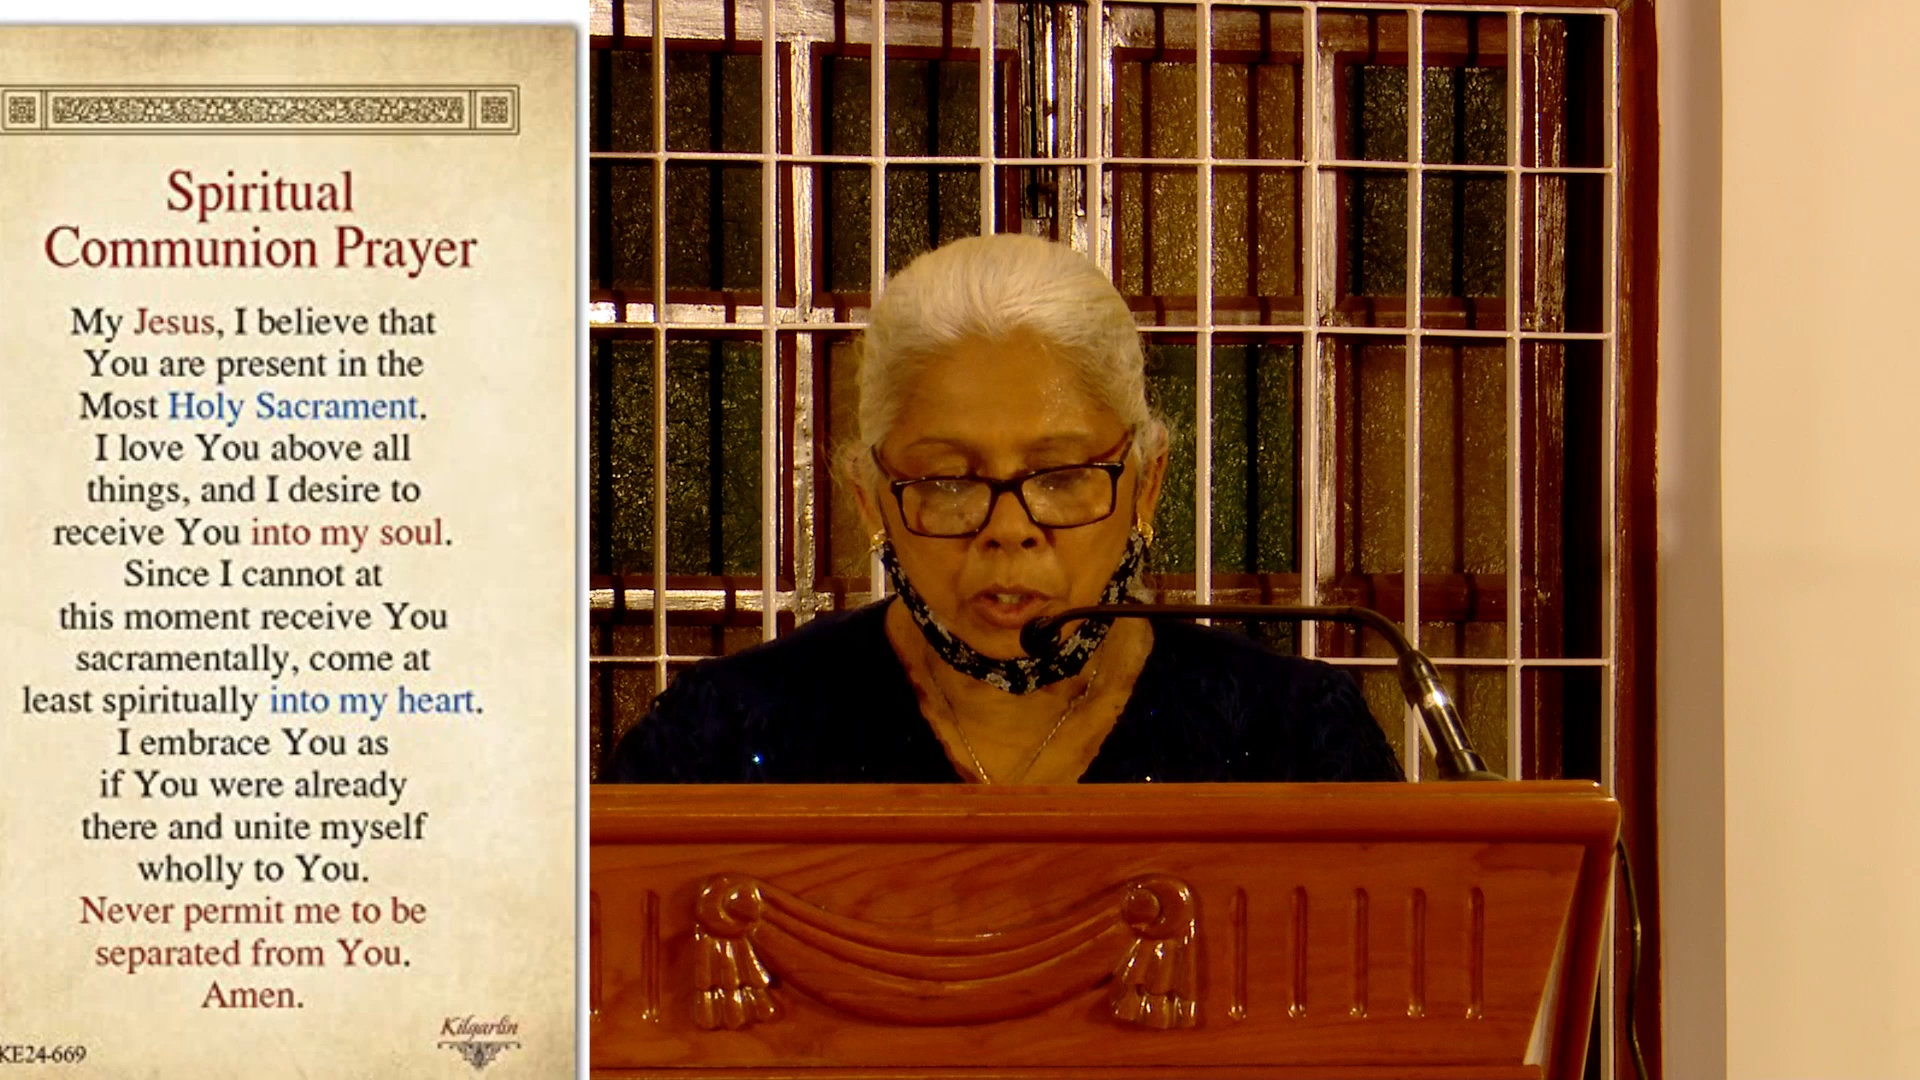 Spiritual
Communion Prayer
My Jesus, I believe that
You are present in the
Most Holy Sacrament.
I love You above all
things, and I desire to
receive You into my soul.
Since I cannot at
this moment receive You
sacramentally, come at
least spiritually into my heart.
I embrace You as
if You were already
there and unite myself
wholly to You.
Never permit me to be
separated from You.
Amen.
Kilgarlin
KE24-669